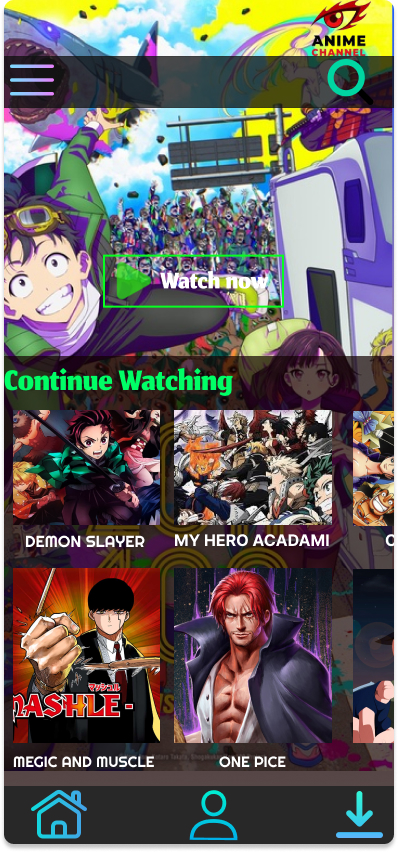 ANIME
CHANNEL
Watch now
Continue Watching
DEMON SLAYER
MY HERO ACADAMI
O
マッシュル
MASHLE-
MEGIC AND MUSCLE
ONE PICE